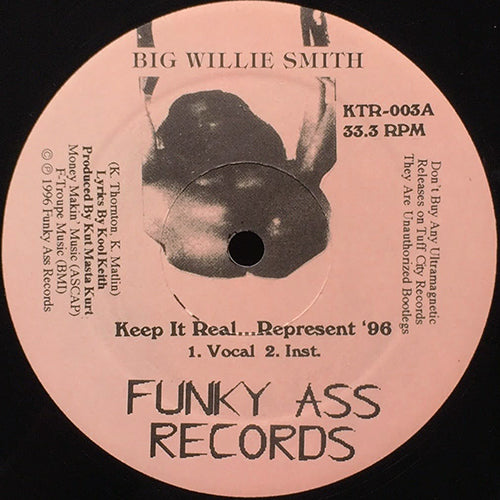 BIG WILLIE SMITH
KTR-003A
33.3 RPM
Don't Buy Any Ultramagnetic
Releases on Tuff City Records
They Are Unauthorized Bootlegs
(K. Thornton, K. Matlin)
Lyrics By Kool Keith
Produced By Kut Masta Kurt
Money Makin' Music (ASCAP)
F-Troupe Music (BMI)
© ℗ 1996 Funky Ass Records
Keep It Real...Represent '96
1. Vocal 2. Inst.
FUNKY ASS
RECORDS